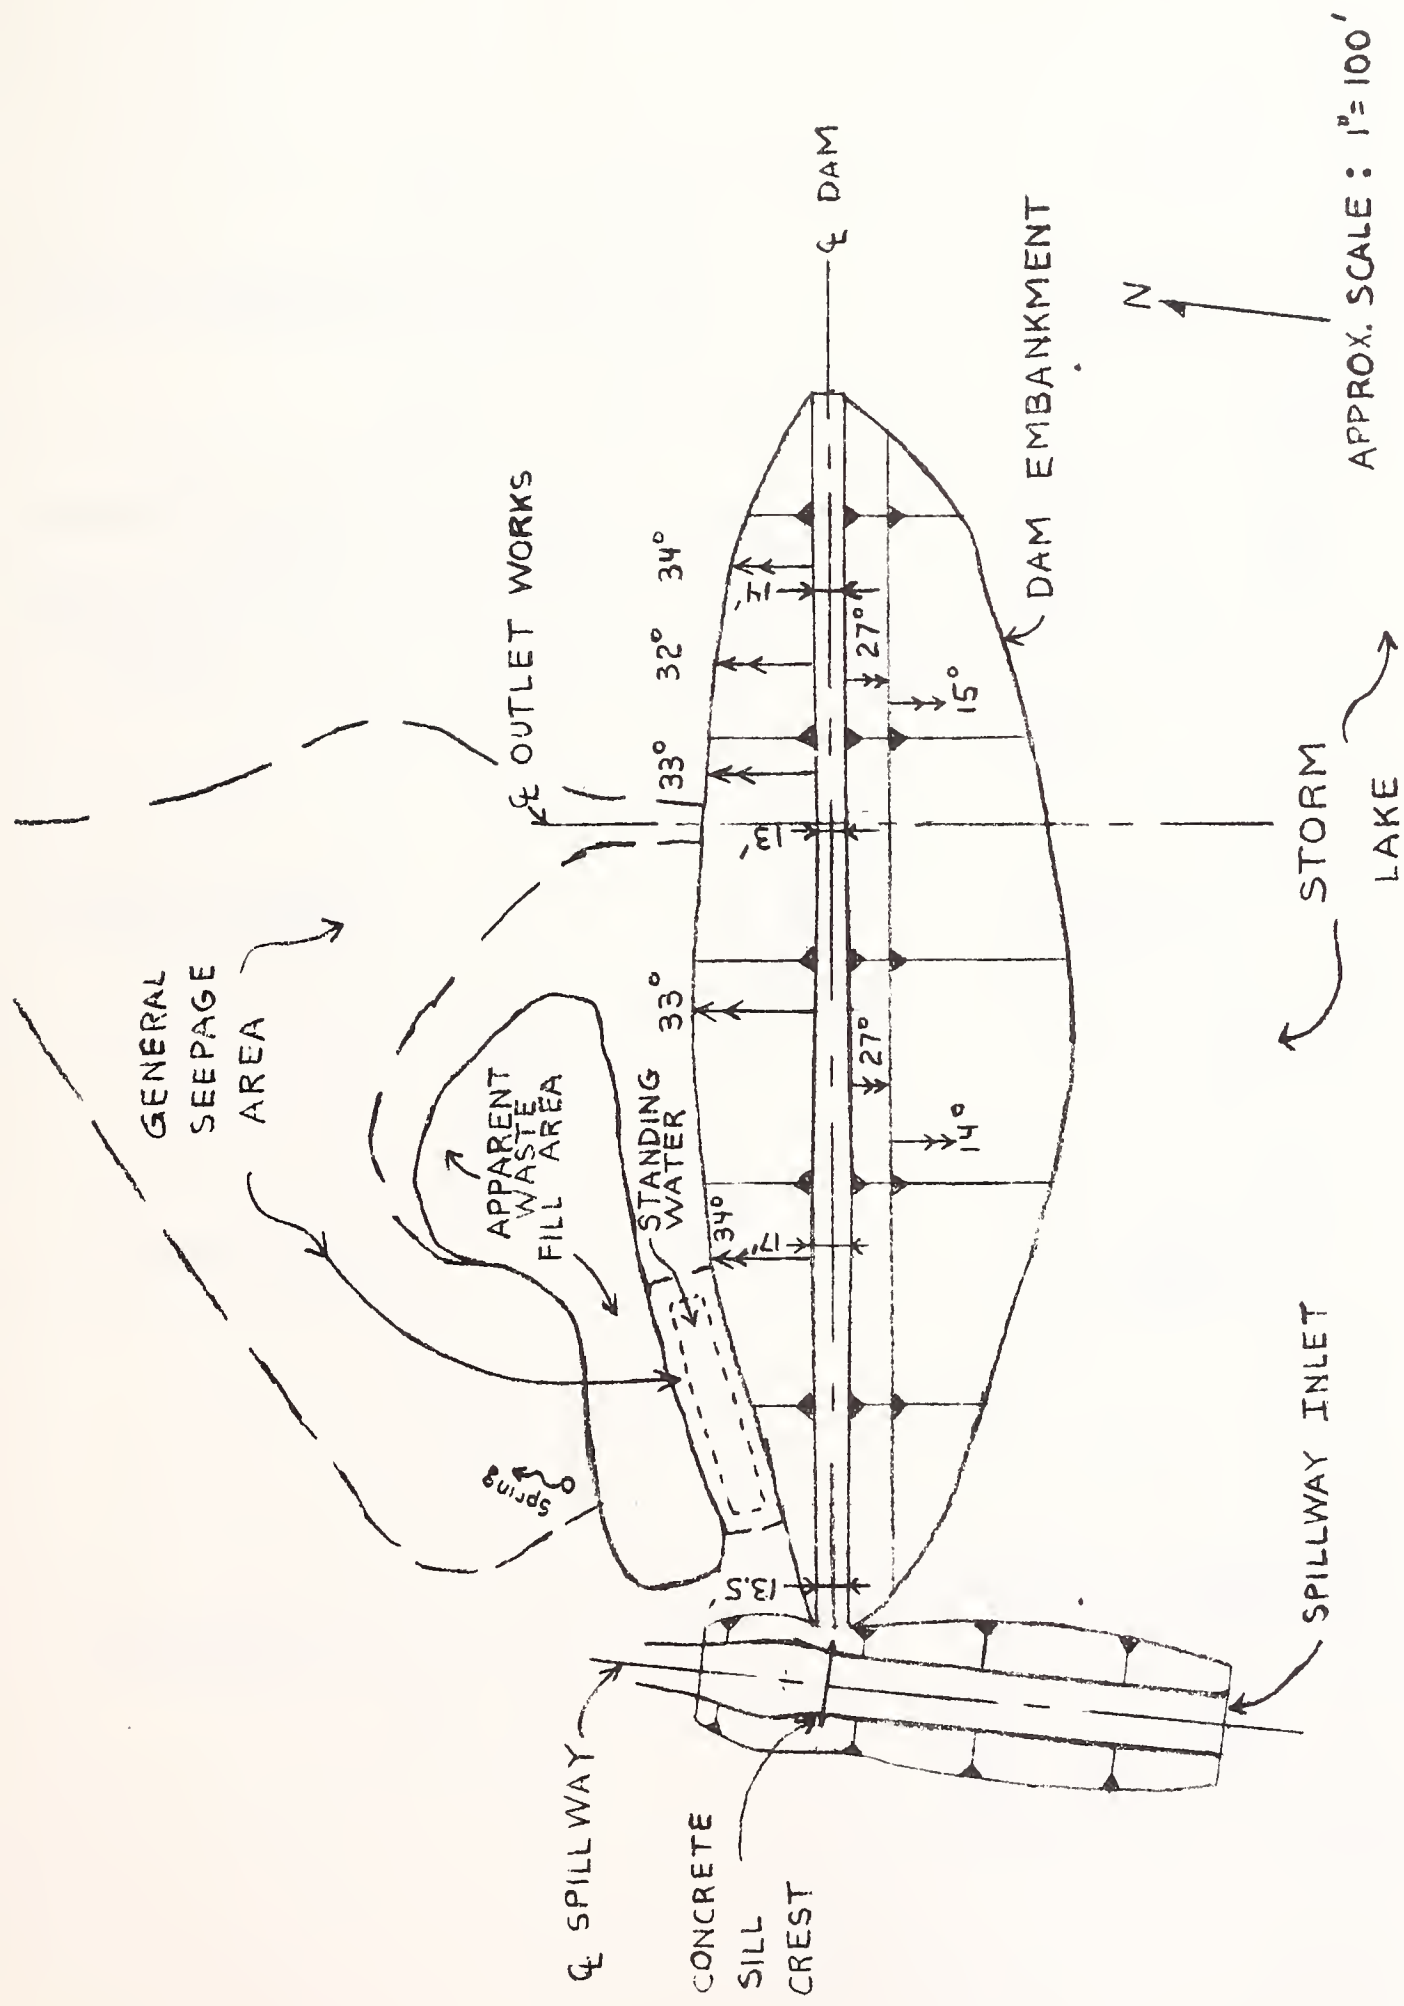 GENERAL
SEEPAGE
AREA
Spring
APPARENT
WASTE
FILL AREA
STANDING
WATER
℄ OUTLET WORKS
℄ SPILLWAY
CONCRETE
SILL
CREST
34°
33°
33°
32°
34°
13.5'
17'
13'
℄ DAM
27°
27°
14°
15°
DAM EMBANKMENT
N
SPILLWAY INLET
STORM
LAKE
APPROX. SCALE : 1"= 100'